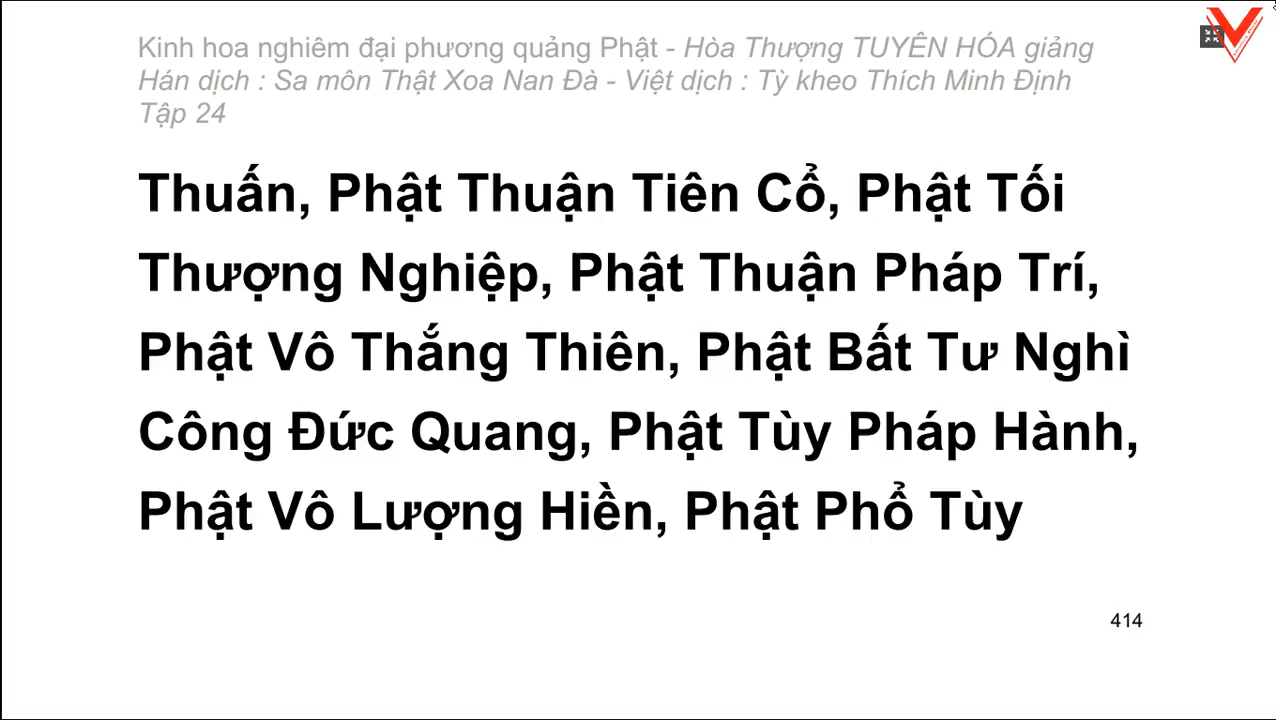 Kinh hoa nghiêm đại phương quảng Phật - Hòa Thượng TUYÊN HÓA giảng
Hán dịch : Sa môn Thật Xoa Nan Đà - Việt dịch : Tỳ kheo Thích Minh Định
Tập 24
Thuấn, Phật Thuận Tiên Cổ, Phật Tối
Thượng Nghiệp, Phật Thuận Pháp Trí,
Phật Vô Thắng Thiên, Phật Bất Tư Nghì
Công Đức Quang, Phật Tùy Pháp Hành,
Phật Vô Lượng Hiền, Phật Phổ Tùy
414